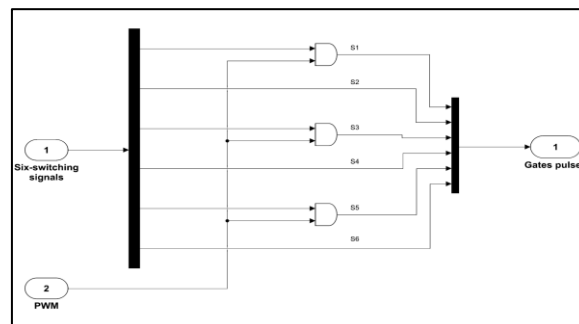 S1
S2
1
S3
1
Six-switching
signals
S4
Gates pulse
S5
S6
2
PWM